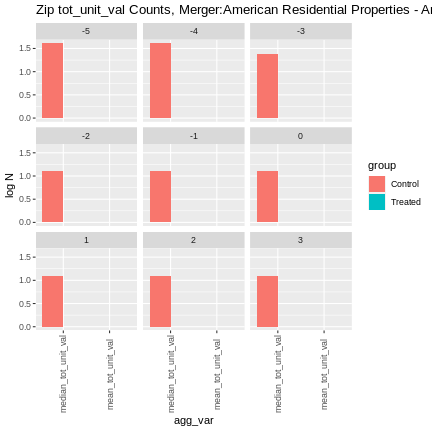 Zip tot_unit_val Counts, Merger:American Residential Properties - Ar
-5 -4 -3
1.5
1.0
0.5
0.0
-2 -1 0
1.5
1.0
0.5
0.0
1 2 3
1.5
1.0
0.5
0.0
log N
median_tot_unit_val mean_tot_unit_val median_tot_unit_val mean_tot_unit_val median_tot_unit_val mean_tot_unit_val
agg_var
group
Control
Treated